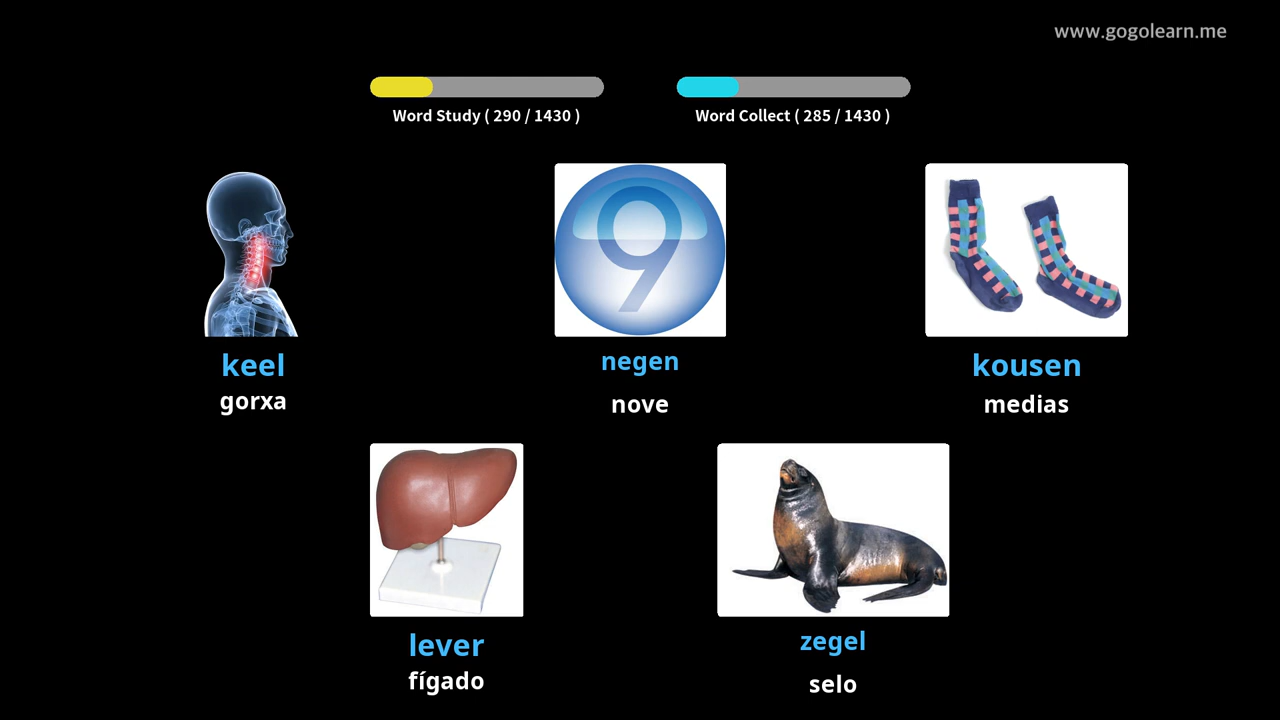 www.gogolearn.me
Word Study ( 290 / 1430 )
Word Collect ( 285 / 1430 )
9
keel
gorxa
negen
nove
kousen
medias
lever
fígado
zegel
selo